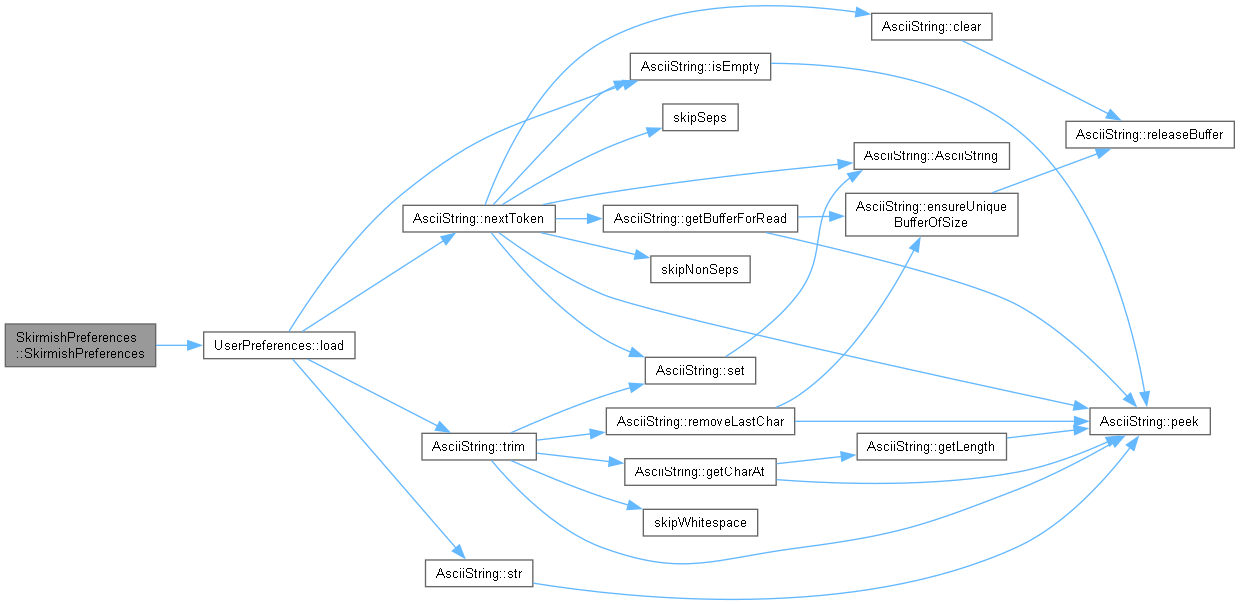 SkirmishPreferences
::SkirmishPreferences
UserPreferences::load
AsciiString::nextToken
AsciiString::trim
AsciiString::str
AsciiString::isEmpty
skipSeps
AsciiString::getBufferForRead
skipNonSeps
AsciiString::set
AsciiString::removeLastChar
AsciiString::getCharAt
skipWhitespace
AsciiString::clear
AsciiString::AsciiString
AsciiString::ensureUnique
BufferOfSize
AsciiString::getLength
AsciiString::releaseBuffer
AsciiString::peek